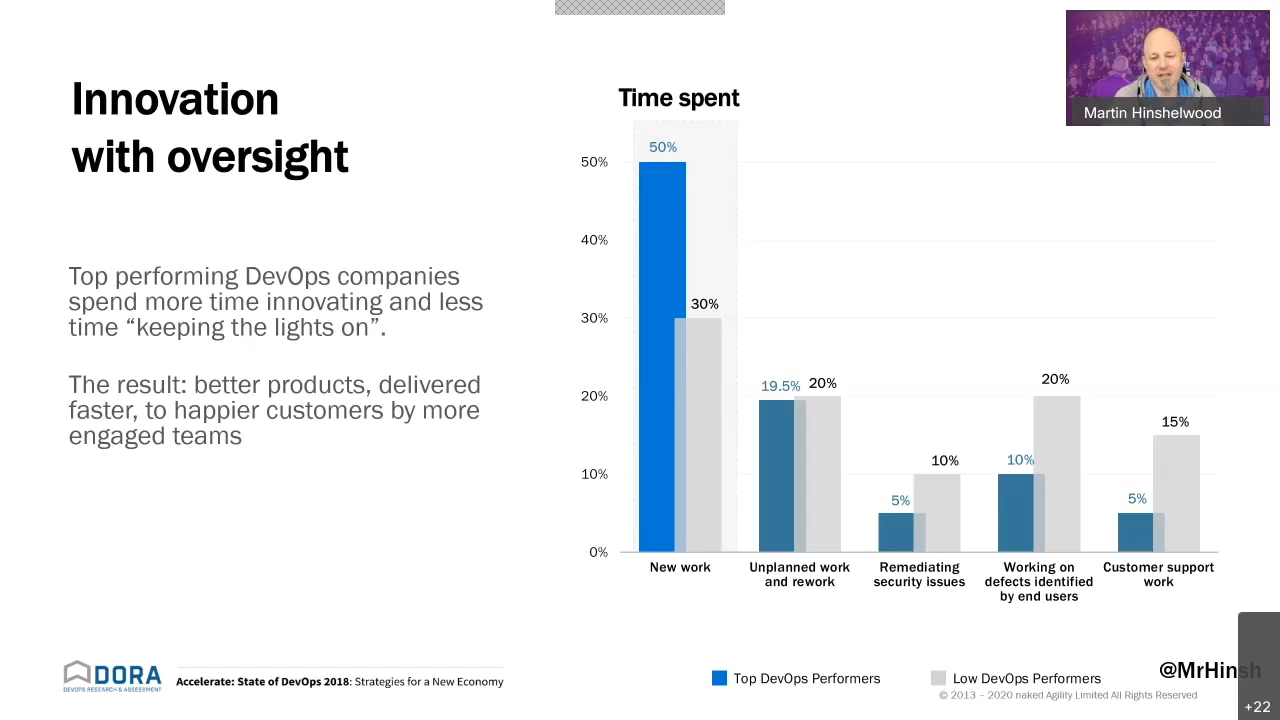 Innovation
with oversight
Top performing DevOps companies
spend more time innovating and less
time “keeping the lights on”.
The result: better products, delivered
faster, to happier customers by more
engaged teams
Time spent
50%
40%
30%
20%
10%
0%
50%
30%
19.5%
20%
5%
10%
10%
20%
5%
15%
New work
Unplanned work
and rework
Remediating
security issues
Working on
defects identified
by end users
Customer support
work
Top DevOps Performers
Low DevOps Performers
Martin Hinshelwood
DORA
DEVOPS RESEARCH & ASSESSMENT
Accelerate: State of DevOps 2018: Strategies for a New Economy
@MrHinsh
© 2013 – 2020 naked Agility Limited All Rights Reserved
+22